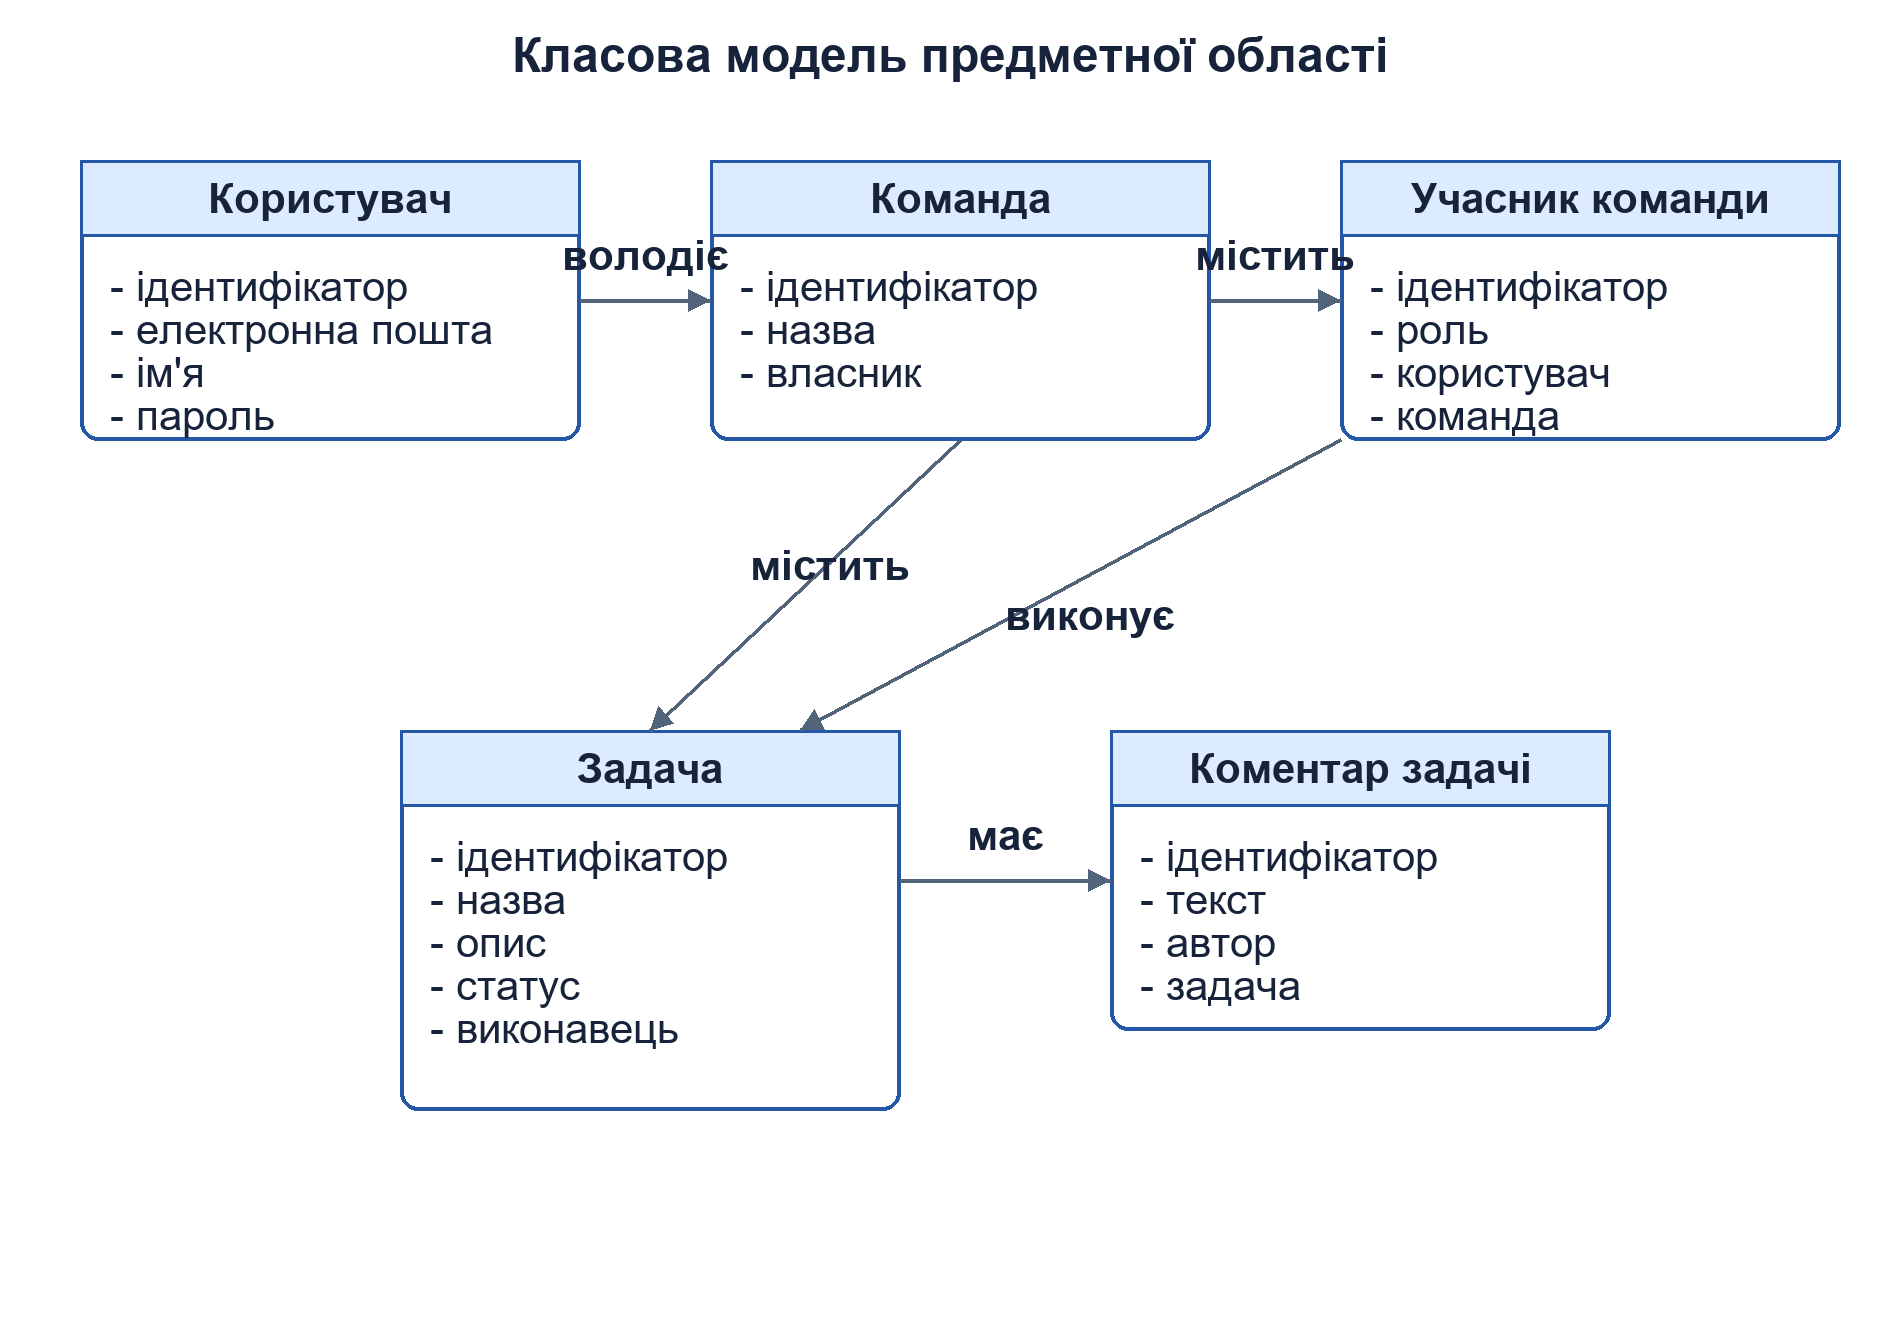 Класова модель предметної області
Користувач
- ідентифікатор
- електронна пошта
- ім'я
- пароль
володіє
Команда
- ідентифікатор
- назва
- власник
містить
Учасник команди
- ідентифікатор
- роль
- користувач
- команда
містить
виконує
Задача
- ідентифікатор
- назва
- опис
- статус
- виконавець
має
Коментар задачі
- ідентифікатор
- текст
- автор
- задача